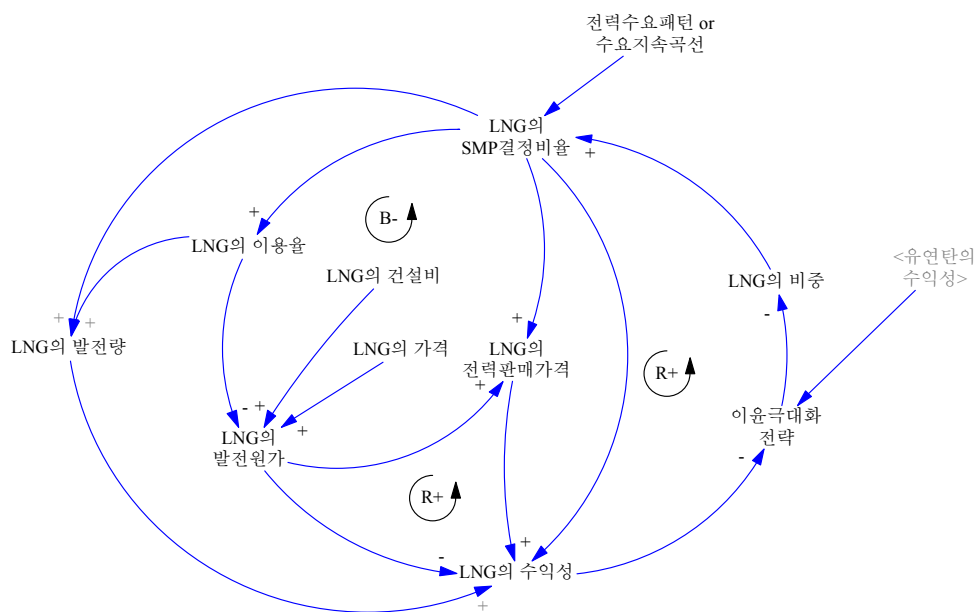 전력수요패턴 or
수요지속곡선
LNG의
SMP결정비율
+
+
B-
LNG의 이용율
<유연탄의
수익성>
LNG의 건설비
LNG의 비중
-
+
+
+
LNG의 발전량
LNG의 가격
LNG의
전력판매가격
+
R+
- +
+
이윤극대화
전략
LNG의
발전원가
-
R+
+
-
LNG의 수익성
+